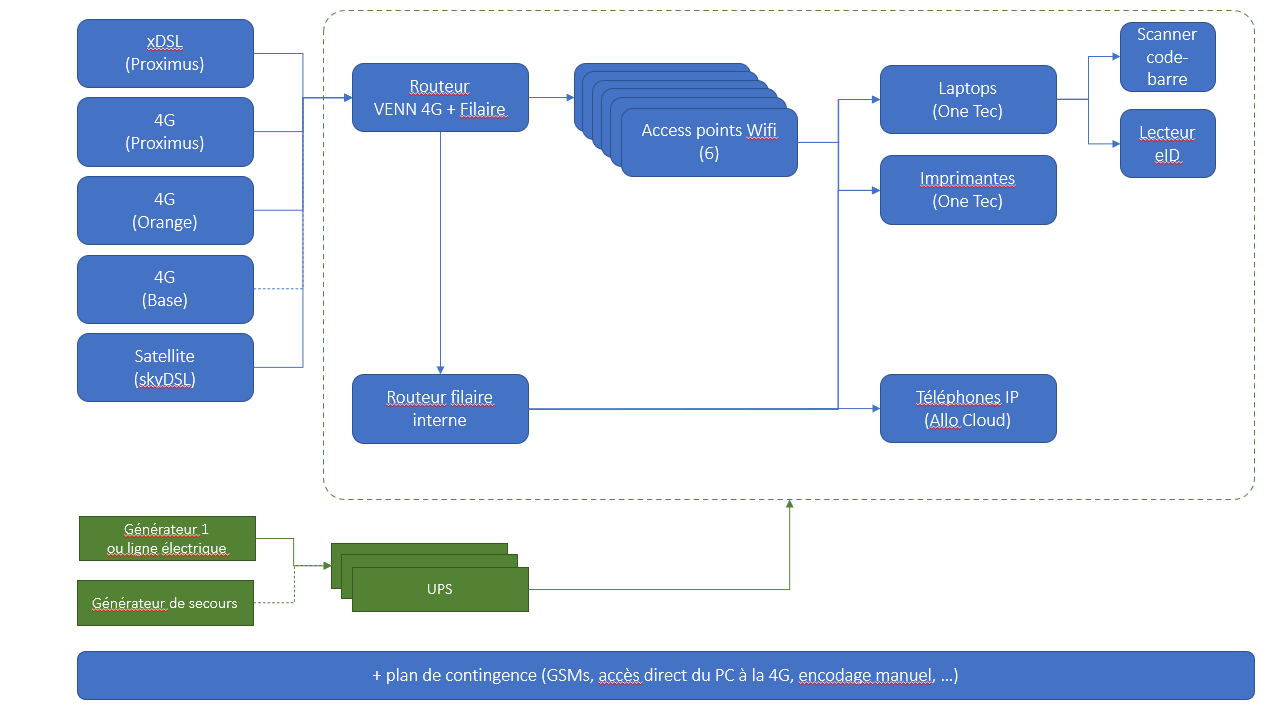 xDSL
(Proximus)
4G
(Proximus)
4G
(Orange)
4G
(Base)
Satellite
(skyDSL)
Routeur
VENN 4G + Filaire
Access points Wifi
(6)
Laptops
(One Tec)
Imprimantes
(One Tec)
Scanner
code-
barre
Lecteur
eID
Routeur filaire
interne
Téléphones IP
(Allo Cloud)
Générateur 1
ou ligne électrique
Générateur de secours
UPS
+ plan de contingence (GSMs, accès direct du PC à la 4G, encodage manuel, …)